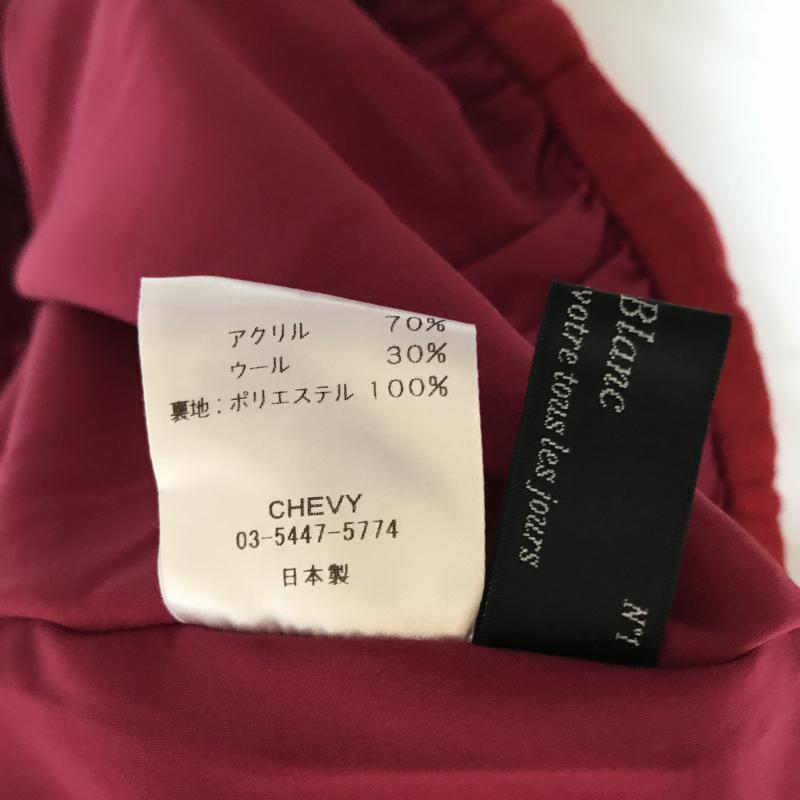 アクリル 70%
ウール 30%
裏地:ポリエステル 100%
CHEVY
03-5447-5774
日本製
Blanc
votre tous les jours
N°1